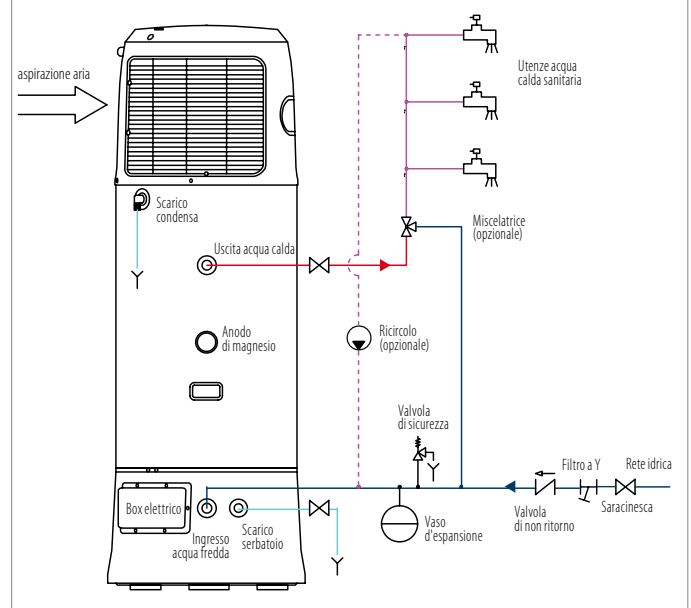 aspirazione aria
Utenze acqua
calda sanitaria
Scarico
condensa
Miscelatrice
(opzionale)
Uscita acqua calda
Anodo
di magnesio
Ricircolo
(opzionale)
Valvola
di sicurezza
Filtro a Y
Rete idrica
Saracinesca
Valvola
di non ritorno
Box elettrico
Vaso
d'espansione
Ingresso
acqua fredda
Scarico
serbatoio